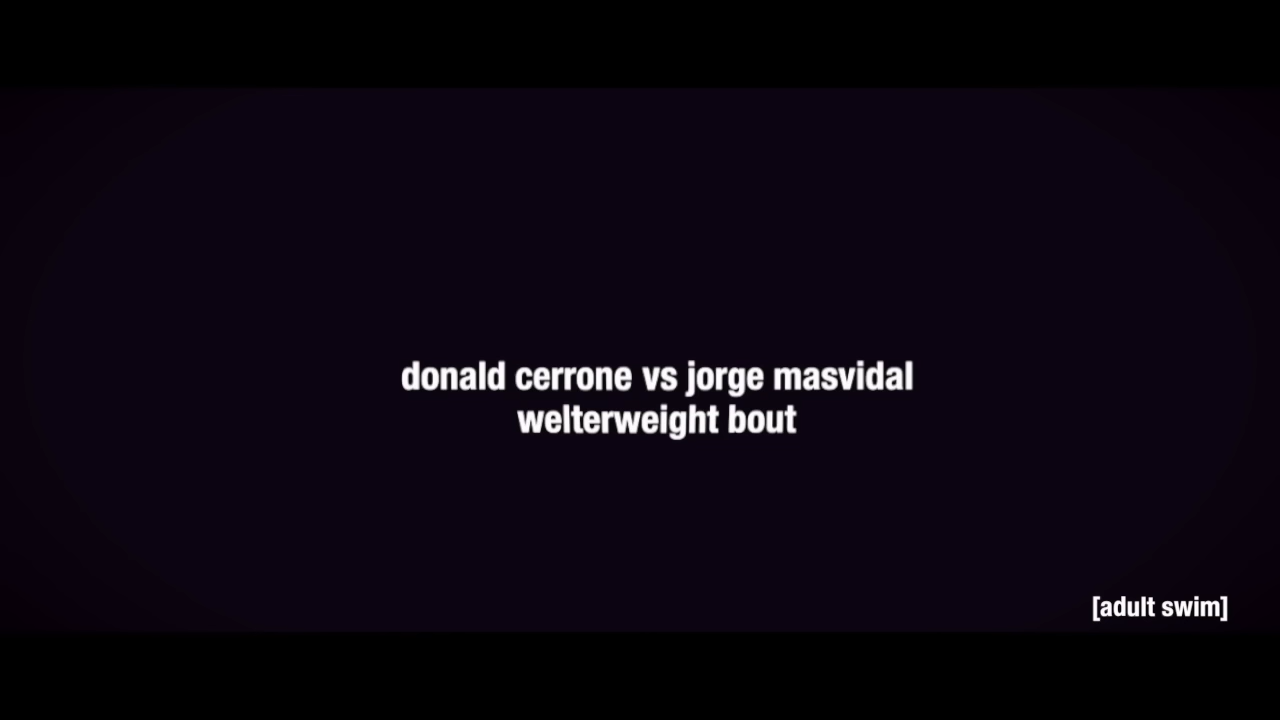 donald cerrone vs jorge masvidal
welterweight bout
[adult swim]